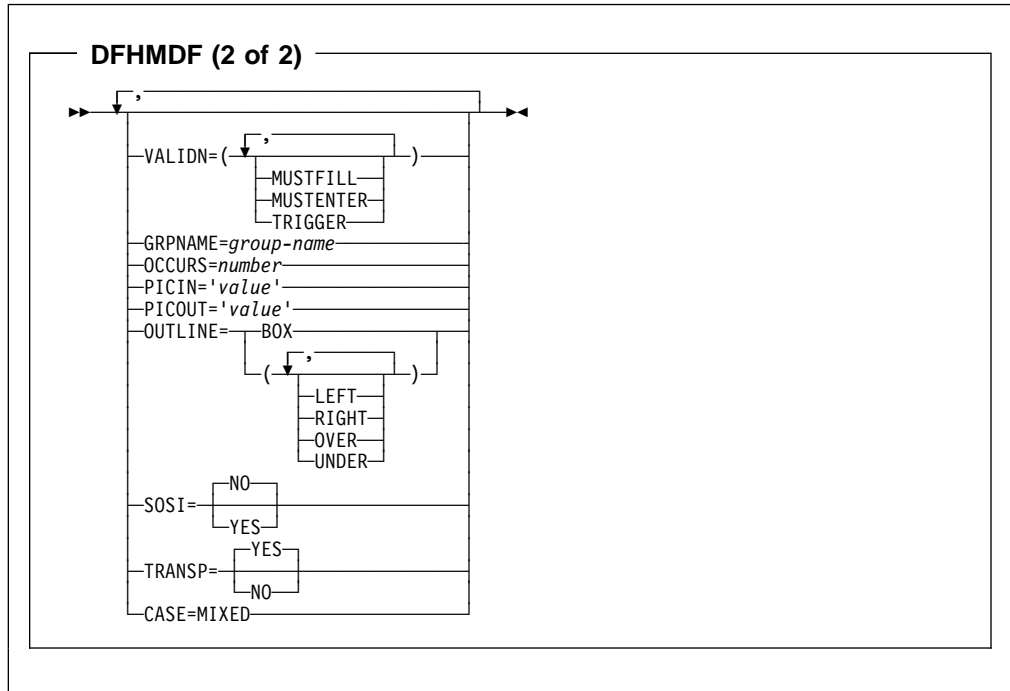 DFHMDF (2 of 2)
,
VALIDN=( , )
MUSTFILL
MUSTENTER
TRIGGER
GRPNAME=group-name
OCCURS=number
PICIN='value'
PICOUT='value'
OUTLINE= BOX
( , )
LEFT
RIGHT
OVER
UNDER
NO
SOSI=
YES
YES
TRANSP=
NO
CASE=MIXED